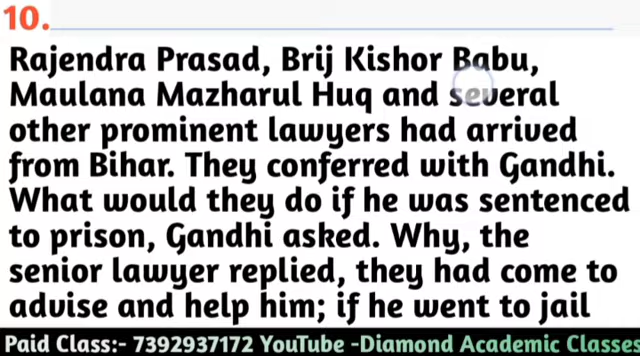 10.
Rajendra Prasad, Brij Kishor Babu,
Maulana Mazharul Huq and several
other prominent lawyers had arrived
from Bihar. They conferred with Gandhi.
What would they do if he was sentenced
to prison, Gandhi asked. Why, the
senior lawyer replied, they had come to
advise and help him; if he went to jail
Paid Class:- 7392937172 YouTube -Diamond Academic Classes